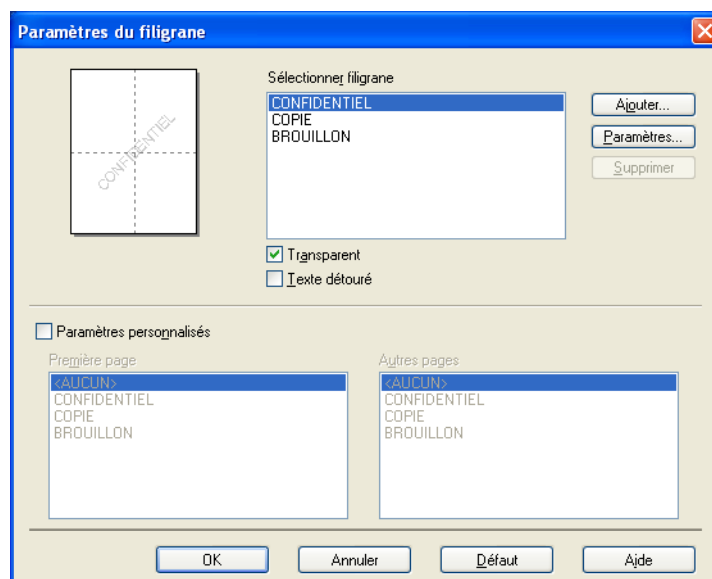 Paramètres du filigrane
CONFIDENTIEL
Sélectionner filigrane
CONFIDENTIEL
COPIE
BROUILLON
Ajouter...
Paramètres...
Supprimer
Transparent
Texte détouré
Paramètres personnalisés
Première page
<AUCUN>
CONFIDENTIEL
COPIE
BROUILLON
Autres pages
<AUCUN>
CONFIDENTIEL
COPIE
BROUILLON
OK
Annuler
Défaut
Ajde